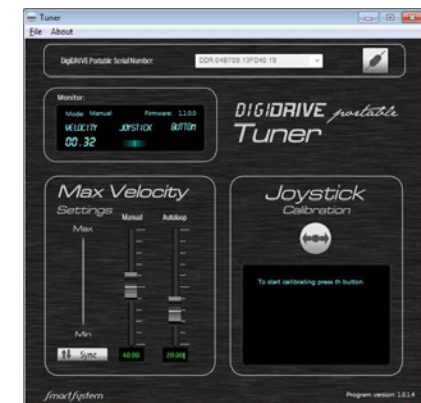 Tuner
File About
DigiDRIVE Portable Serial Number:
DDR.04B709.13FD40.19
Monitor:
Mode: Manual Firmware: 1.1.0.0
VELOCITY JOYSTICK BUTTON
00.32
DIGIDRIVE portable
Tuner
Max Velocity
Settings
Manual Autoloop
Max
Min
Sync
40.00 20.00
Joystick
Calibration
To start calibrating press th button.
SmartSystem
Program version: 1.0.1.4